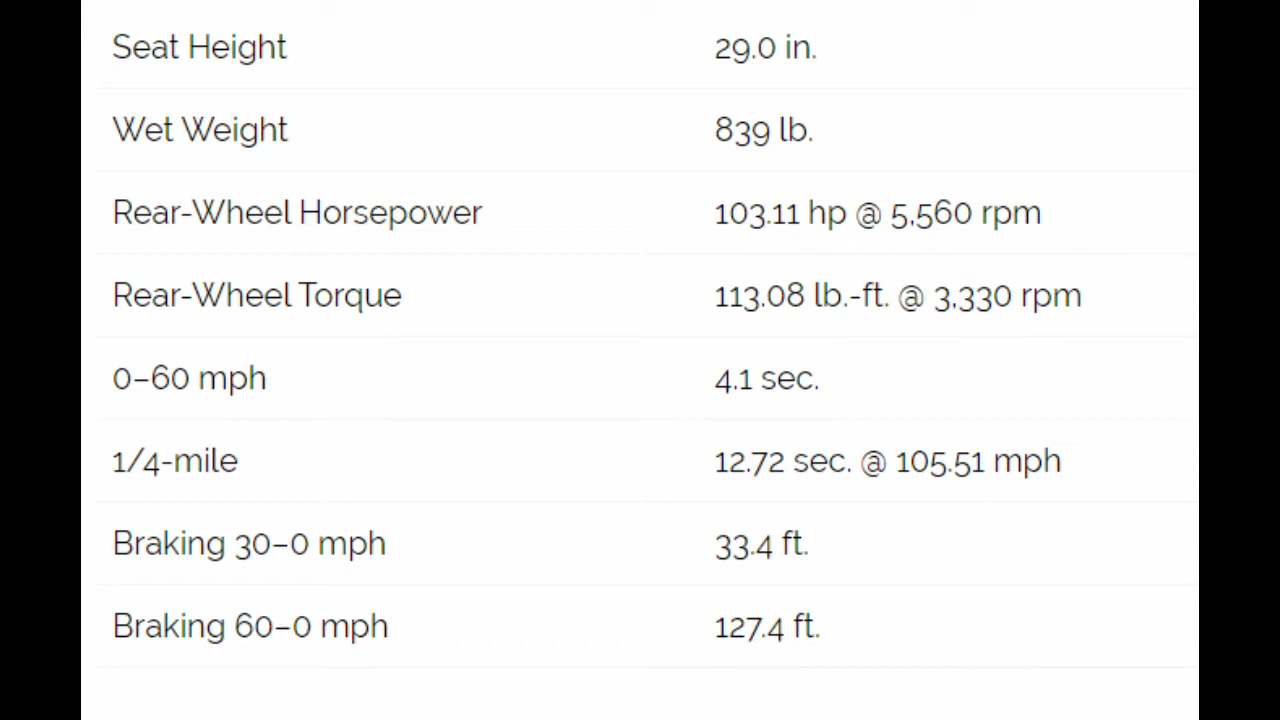 Seat Height 29.0 in.
Wet Weight 839 lb.
Rear-Wheel Horsepower 103.11 hp @ 5,560 rpm
Rear-Wheel Torque 113.08 lb.-ft. @ 3,330 rpm
0–60 mph 4.1 sec.
1/4-mile 12.72 sec. @ 105.51 mph
Braking 30–0 mph 33.4 ft.
Braking 60–0 mph 127.4 ft.